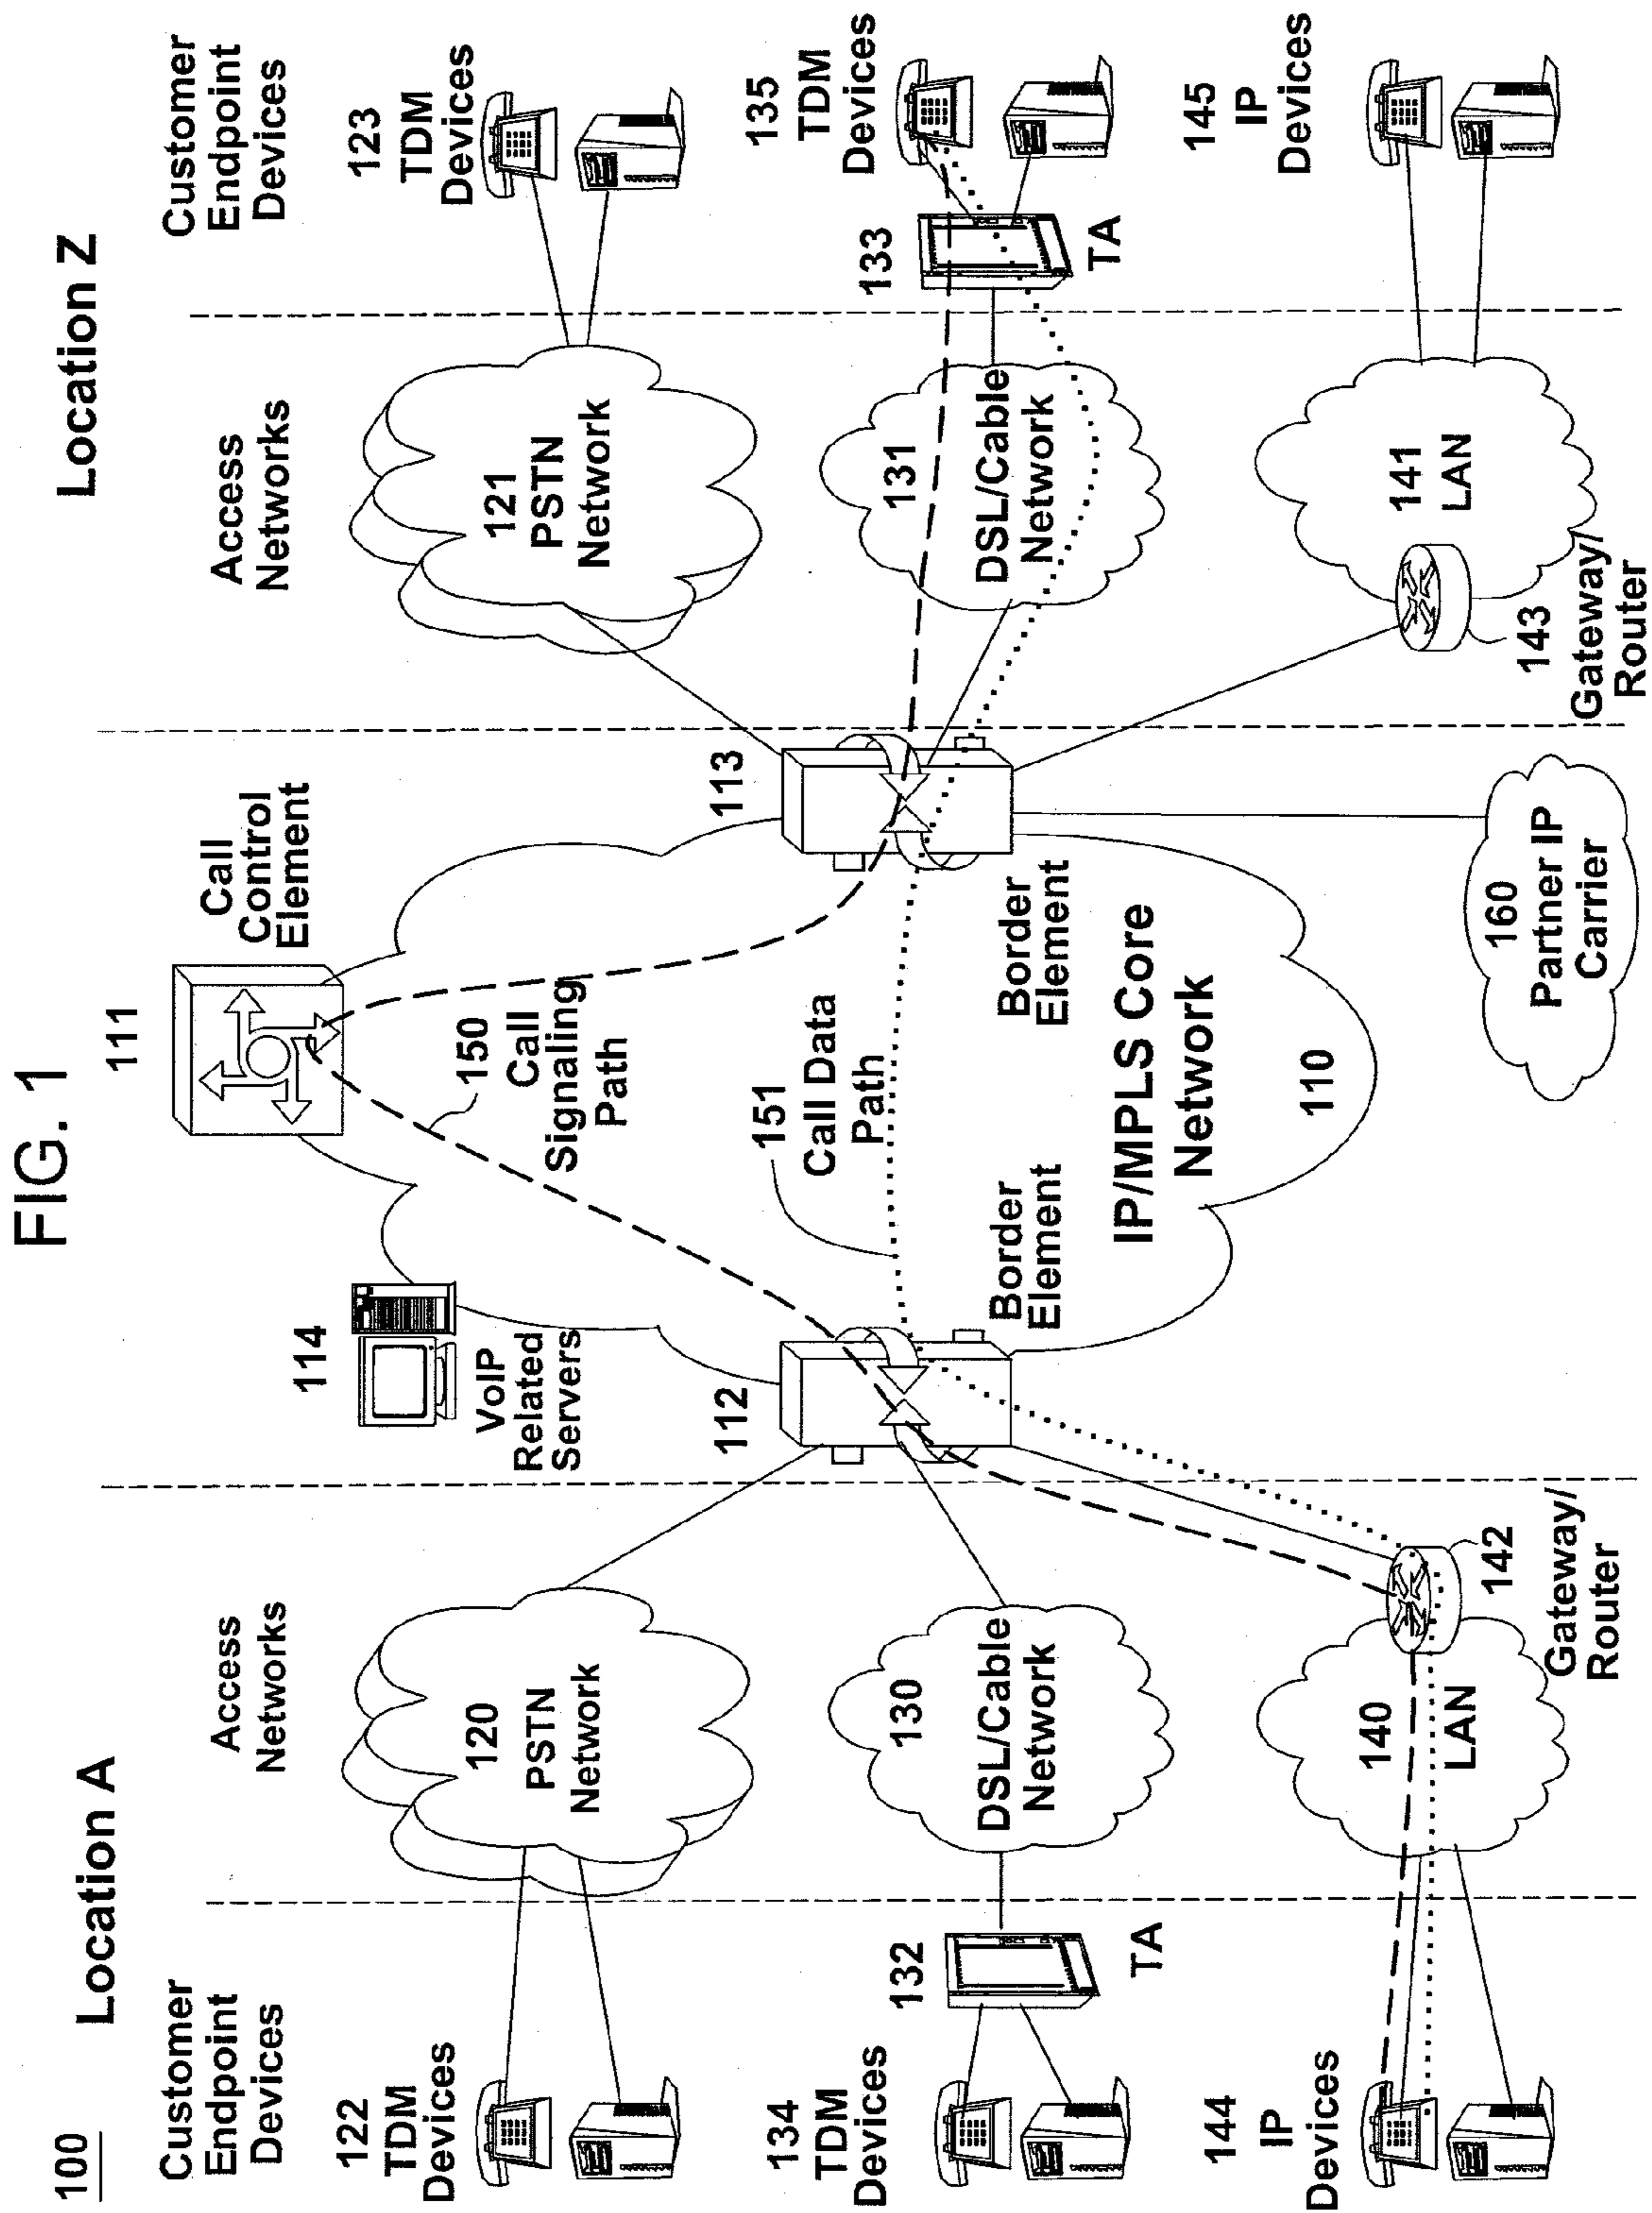 FIG. 1
100
Location A
Location Z
Customer
Endpoint
Devices
Access
Networks
114
VoIP
Related
Servers
111
Call
Control
Element
Access
Networks
Customer
Endpoint
Devices
122
TDM
Devices
120
PSTN
Network
150
Call
Signaling
Path
121
PSTN
Network
123
TDM
Devices
134
TDM
Devices
132
TA
130
DSL/Cable
Network
112
Border
Element
151
Call Data
Path
113
Border
Element
131
DSL/Cable
Network
133
TA
135
TDM
Devices
IP/MPLS Core
Network
110
144
IP
Devices
140
LAN
142
Gateway/
Router
160
Partner IP
Carrier
143
Gateway/
Router
141
LAN
145
IP
Devices